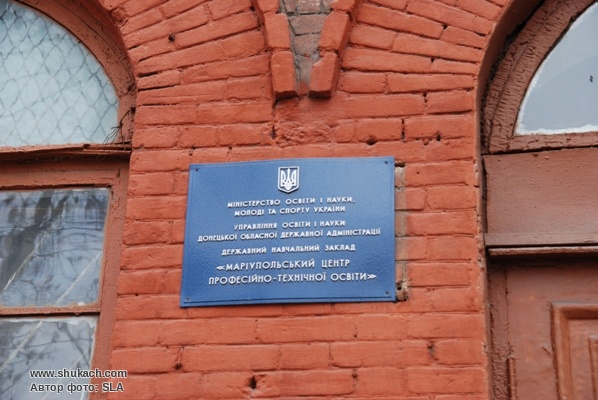 МІНІСТЕРСТВО ОСВІТИ І НАУКИ,
МОЛОДІ ТА СПОРТУ УКРАЇНИ
УПРАВЛІННЯ ОСВІТИ І НАУКИ
ДОНЕЦЬКОЇ ОБЛАСНОЇ ДЕРЖАВНОЇ АДМІНІСТРАЦІЇ
ДЕРЖАВНИЙ НАВЧАЛЬНИЙ ЗАКЛАД
«МАРІУПОЛЬСЬКИЙ ЦЕНТР
ПРОФЕСІЙНО-ТЕХНІЧНОЇ ОСВІТИ»
www.shukach.com
Автор фото: SLA